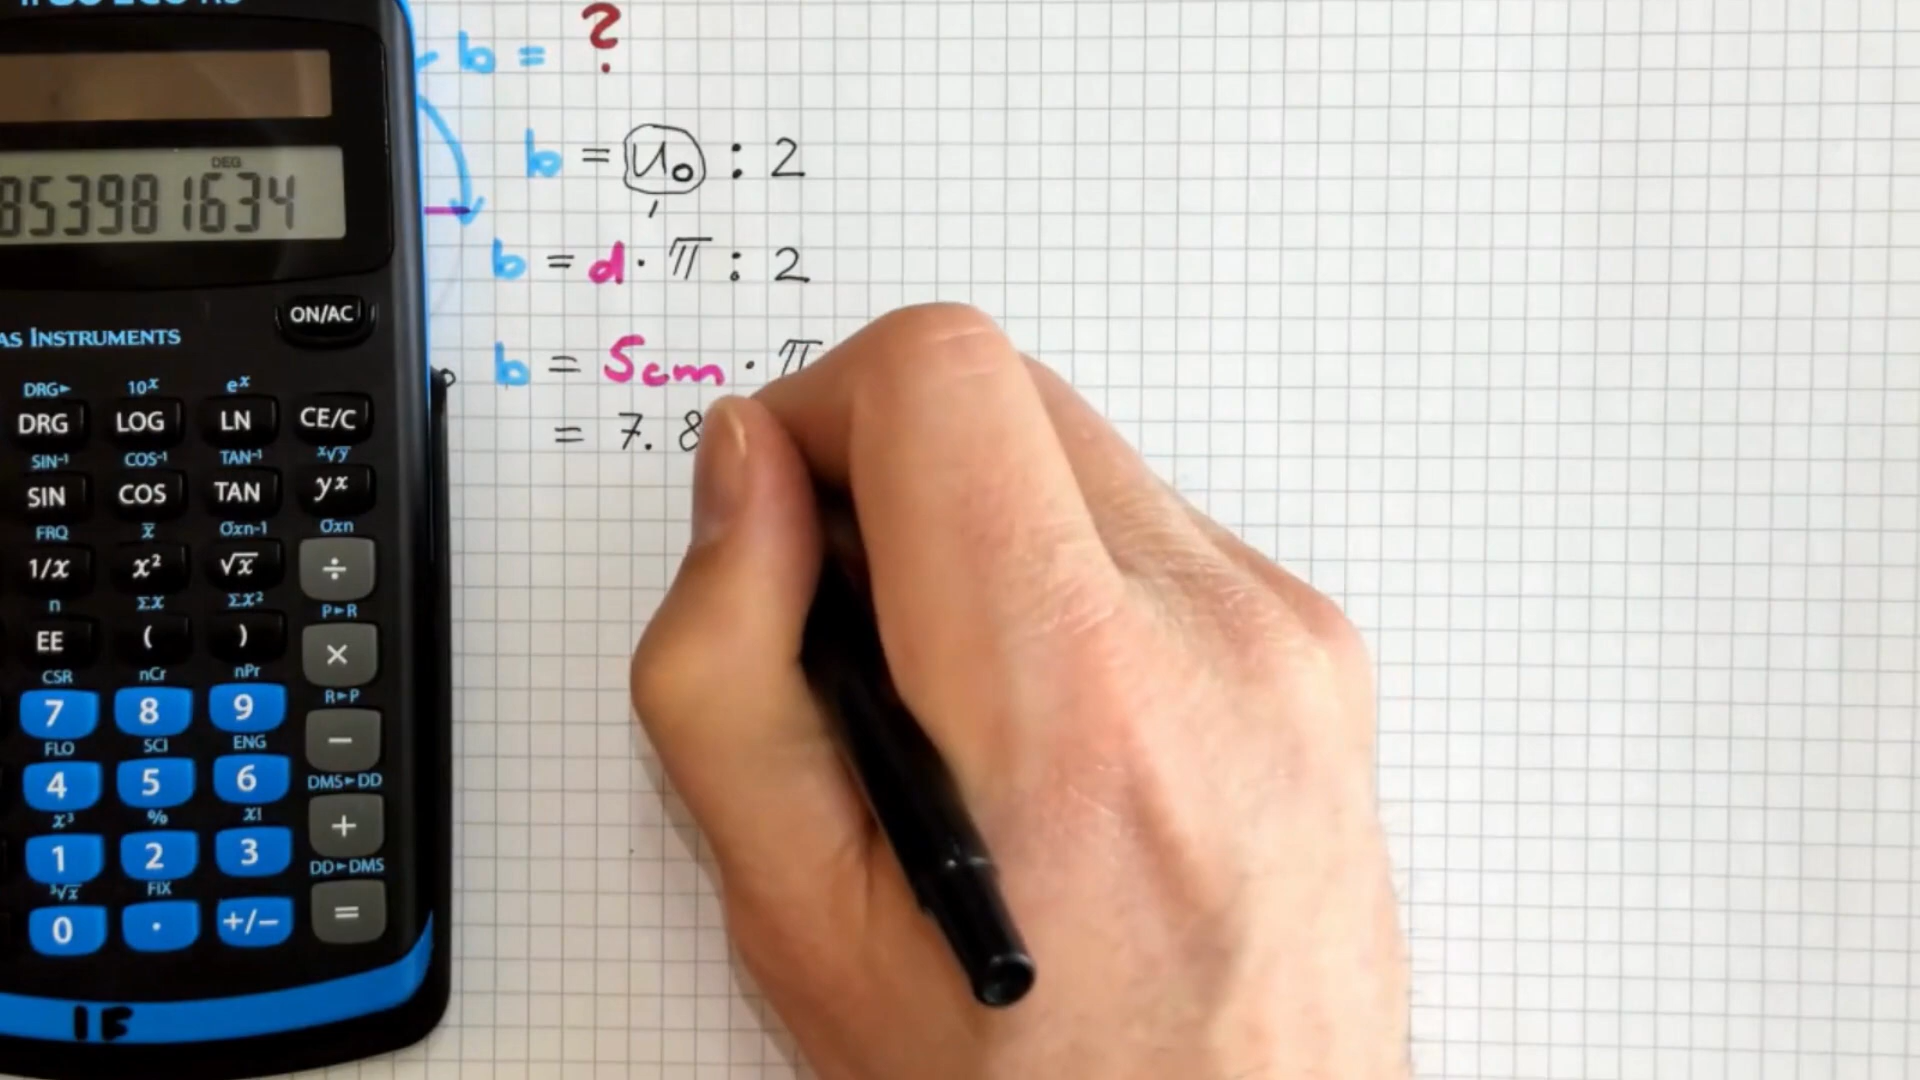 b = ?
b = u₀ : 2
b = d · π : 2
b = 5cm · π
= 7.8
DEG
853981634
ON/AC
AS INSTRUMENTS
DRG► 10ˣ eˣ
DRG LOG LN CE/C
SIN⁻¹ COS⁻¹ TAN⁻¹ ˣ√y
SIN COS TAN yˣ
FRQ x̅ σxn-1 σxn
1/x x² √x ÷
n Σx Σx² P►R
EE ( ) ×
CSR nCr nPr R►P
7 8 9 −
FLO SCI ENG DMS►DD
4 5 6 +
x³ % x! DD►DMS
1 2 3 =
³√x FIX
0 . +/−
1F